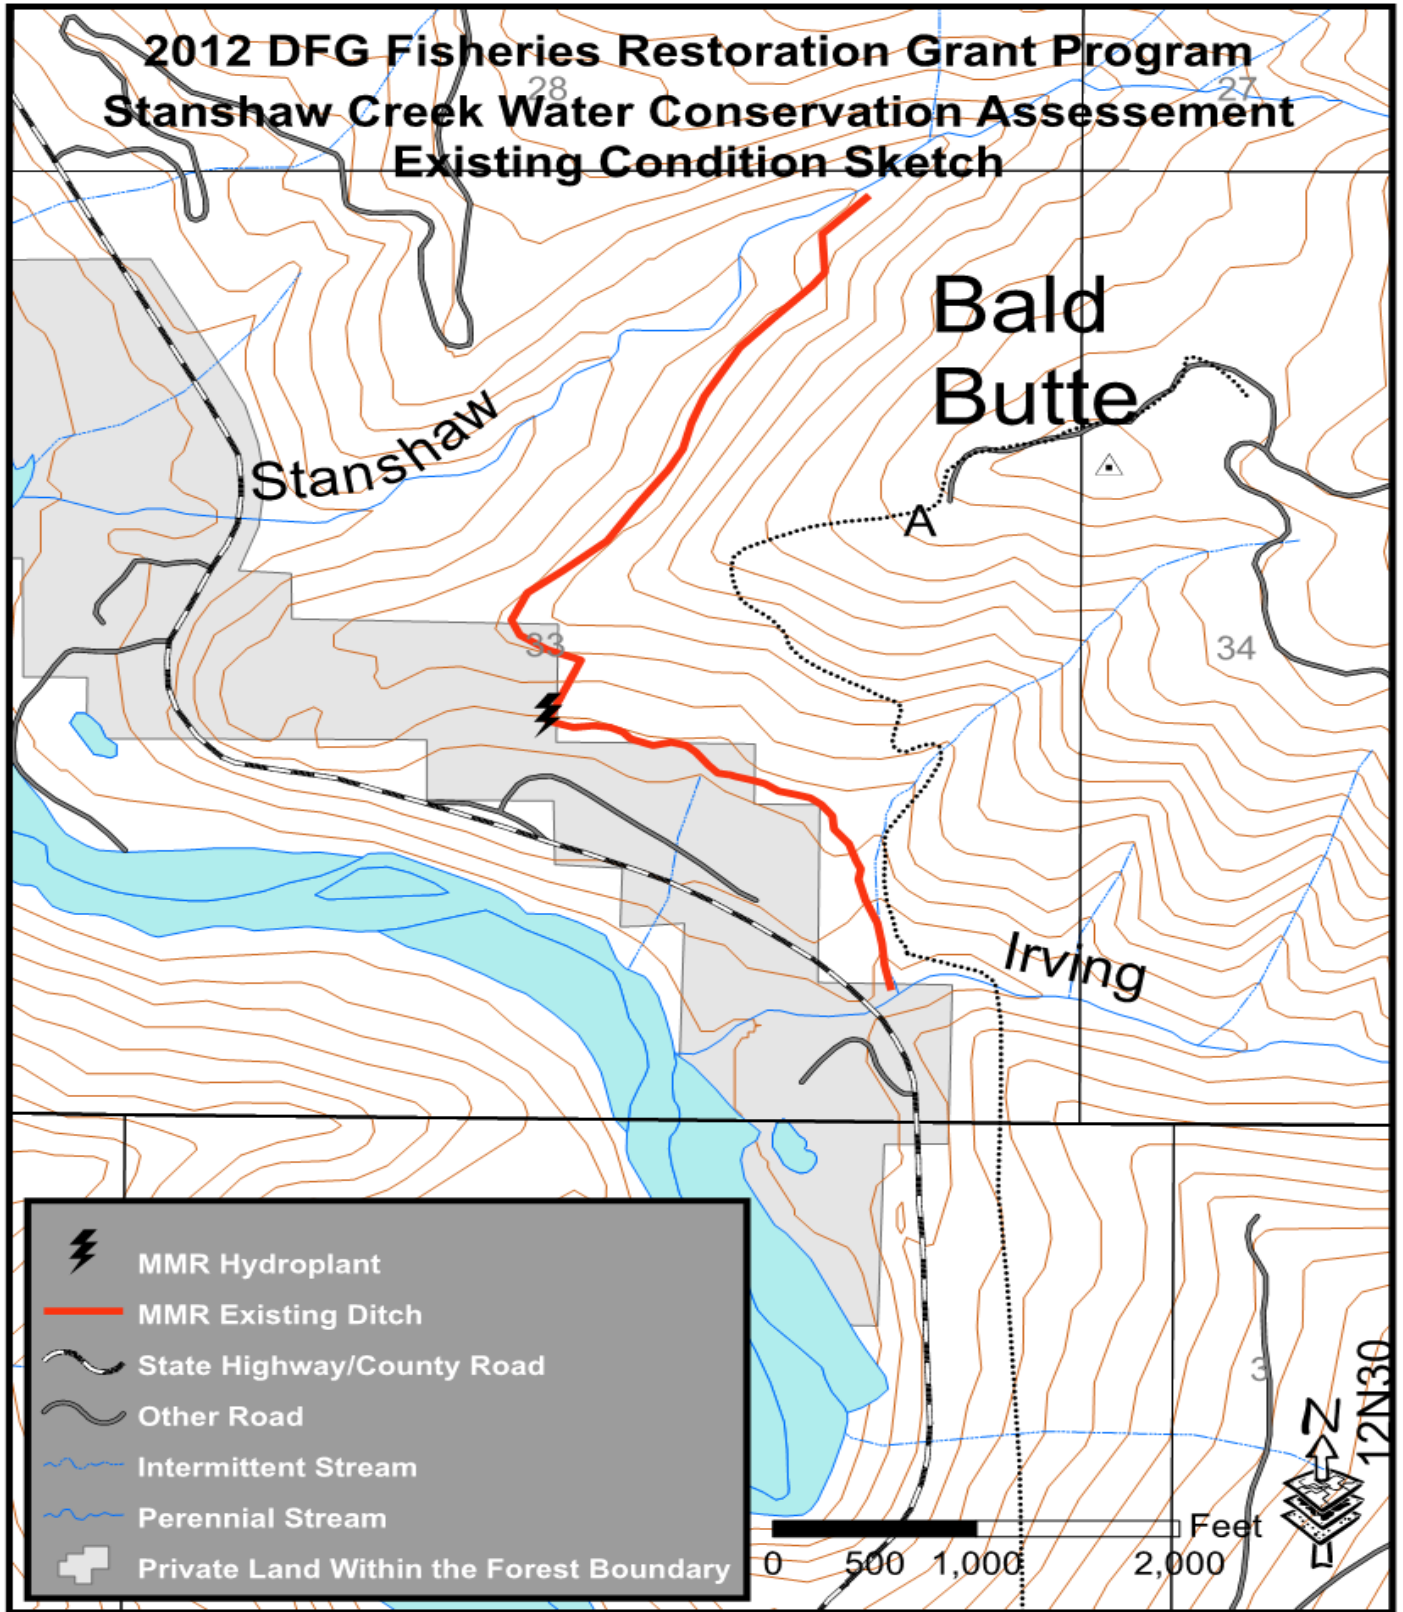 2012 DFG Fisheries Restoration Grant Program
28
27
Stanshaw Creek Water Conservation Assessement
Existing Condition Sketch
Bald
Butte
Stanshaw
A
33
34
Irving
3
12N30
N
MMR Hydroplant
MMR Existing Ditch
State Highway/County Road
Other Road
Intermittent Stream
Perennial Stream
Private Land Within the Forest Boundary
Feet
0 500 1,000 2,000